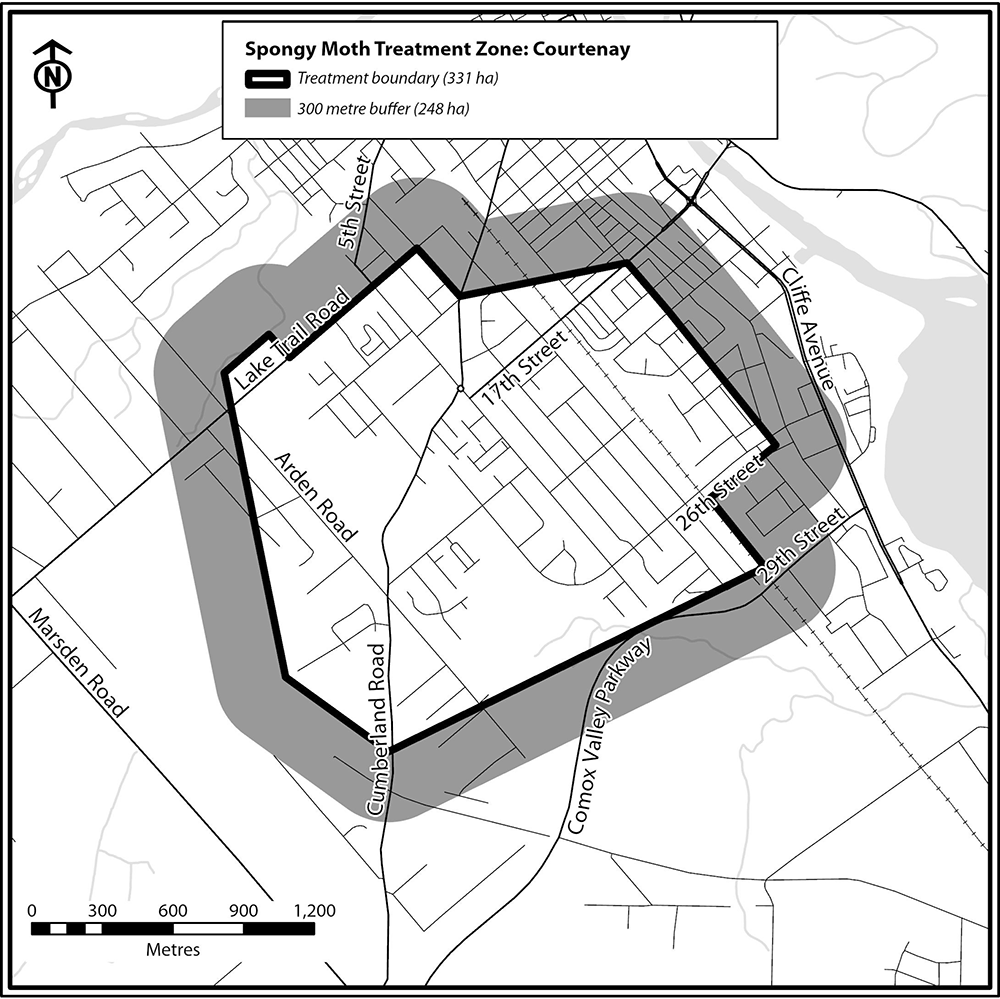 Spongy Moth Treatment Zone: Courtenay
Treatment boundary (331 ha)
300 metre buffer (248 ha)
N
5th Street
Lake Trail Road
Cliffe Avenue
17th Street
Arden Road
26th Street
29th Street
Marsden Road
Cumberland Road
Comox Valley Parkway
0 300 600 900 1,200
Metres